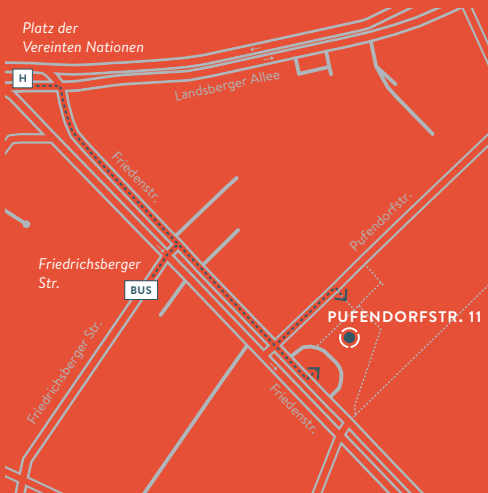 Platz der
Vereinten Nationen
H
Landsberger Allee
Friedenstr.
Pufendorfstr.
Friedrichsberger
Str.
BUS
PUFENDORFSTR. 11
Friedrichsberger Str.
Friedenstr.